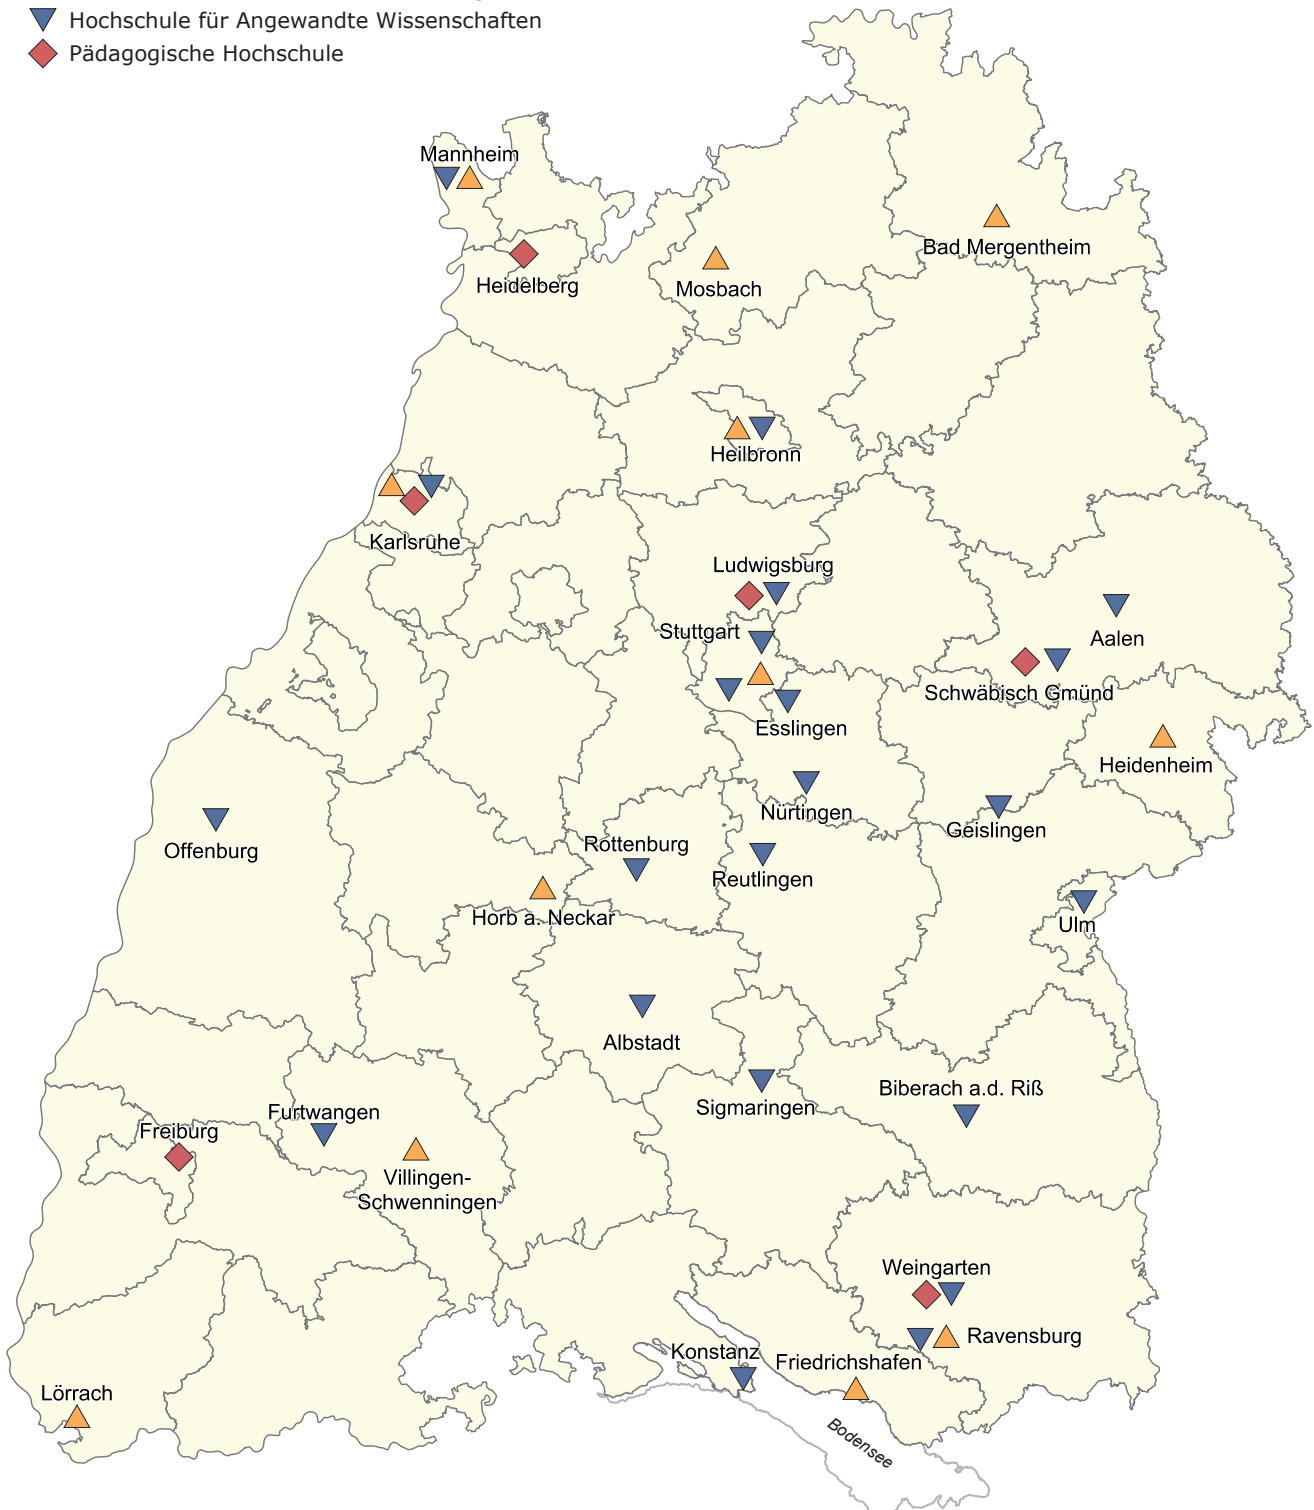 Hochschule für Angewandte Wissenschaften
Pädagogische Hochschule
Mannheim
Bad Mergentheim
Heidelberg
Mosbach
Heilbronn
Karlsruhe
Ludwigsburg
Stuttgart
Aalen
Schwäbisch Gmünd
Esslingen
Heidenheim
Nürtingen
Geislingen
Offenburg
Rottenburg
Reutlingen
Horb a. Neckar
Ulm
Albstadt
Biberach a.d. Riß
Sigmaringen
Furtwangen
Freiburg
Villingen-
Schwenningen
Weingarten
Ravensburg
Konstanz
Friedrichshafen
Lörrach
Bodensee